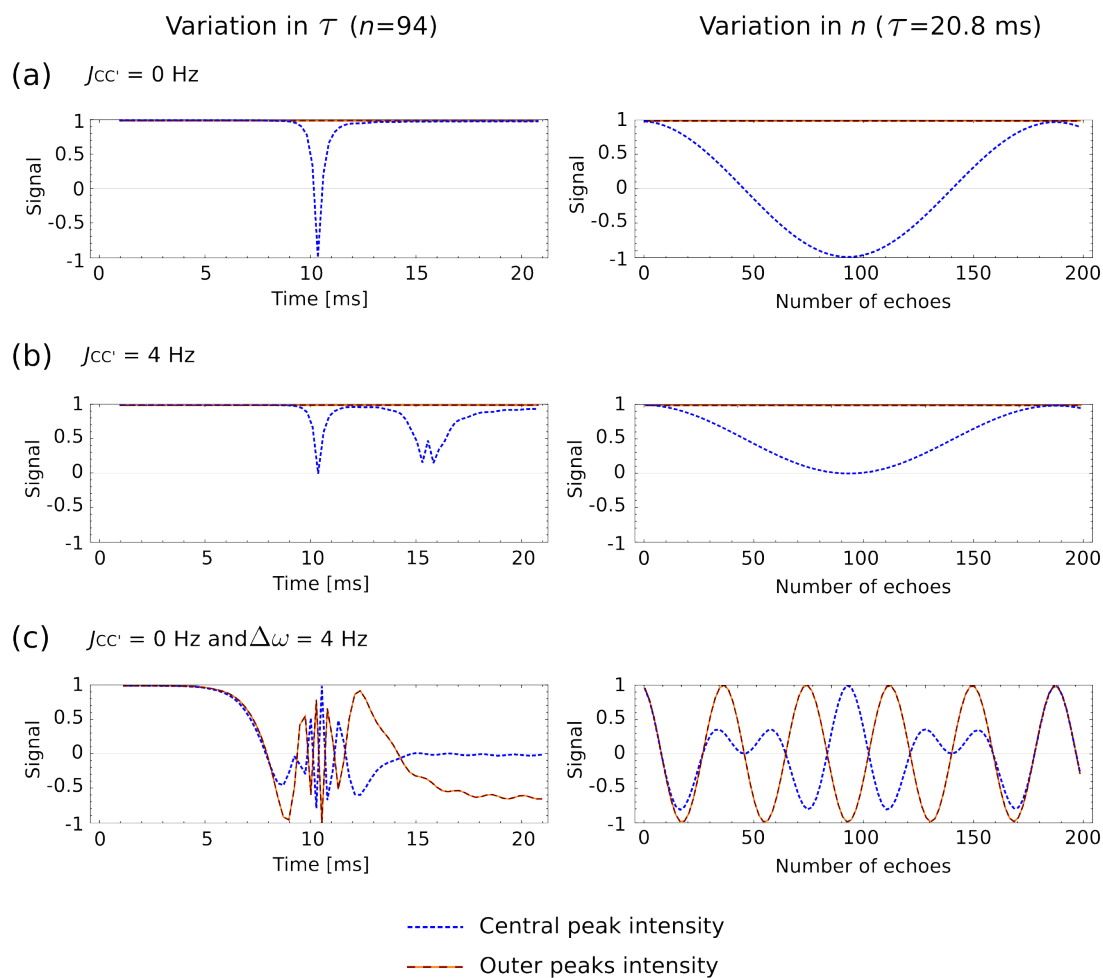 Variation in τ (n=94)
Variation in n (τ=20.8 ms)
(a) JCC' = 0 Hz
1
0.5
0
-0.5
-1
Signal
0 5 10 15 20
Time [ms]
1
0.5
0
-0.5
-1
Signal
0 50 100 150 200
Number of echoes
(b) JCC' = 4 Hz
1
0.5
0
-0.5
-1
Signal
0 5 10 15 20
Time [ms]
1
0.5
0
-0.5
-1
Signal
0 50 100 150 200
Number of echoes
(c) JCC' = 0 Hz and Δω = 4 Hz
1
0.5
0
-0.5
-1
Signal
0 5 10 15 20
Time [ms]
1
0.5
0
-0.5
-1
Signal
0 50 100 150 200
Number of echoes
Central peak intensity
Outer peaks intensity